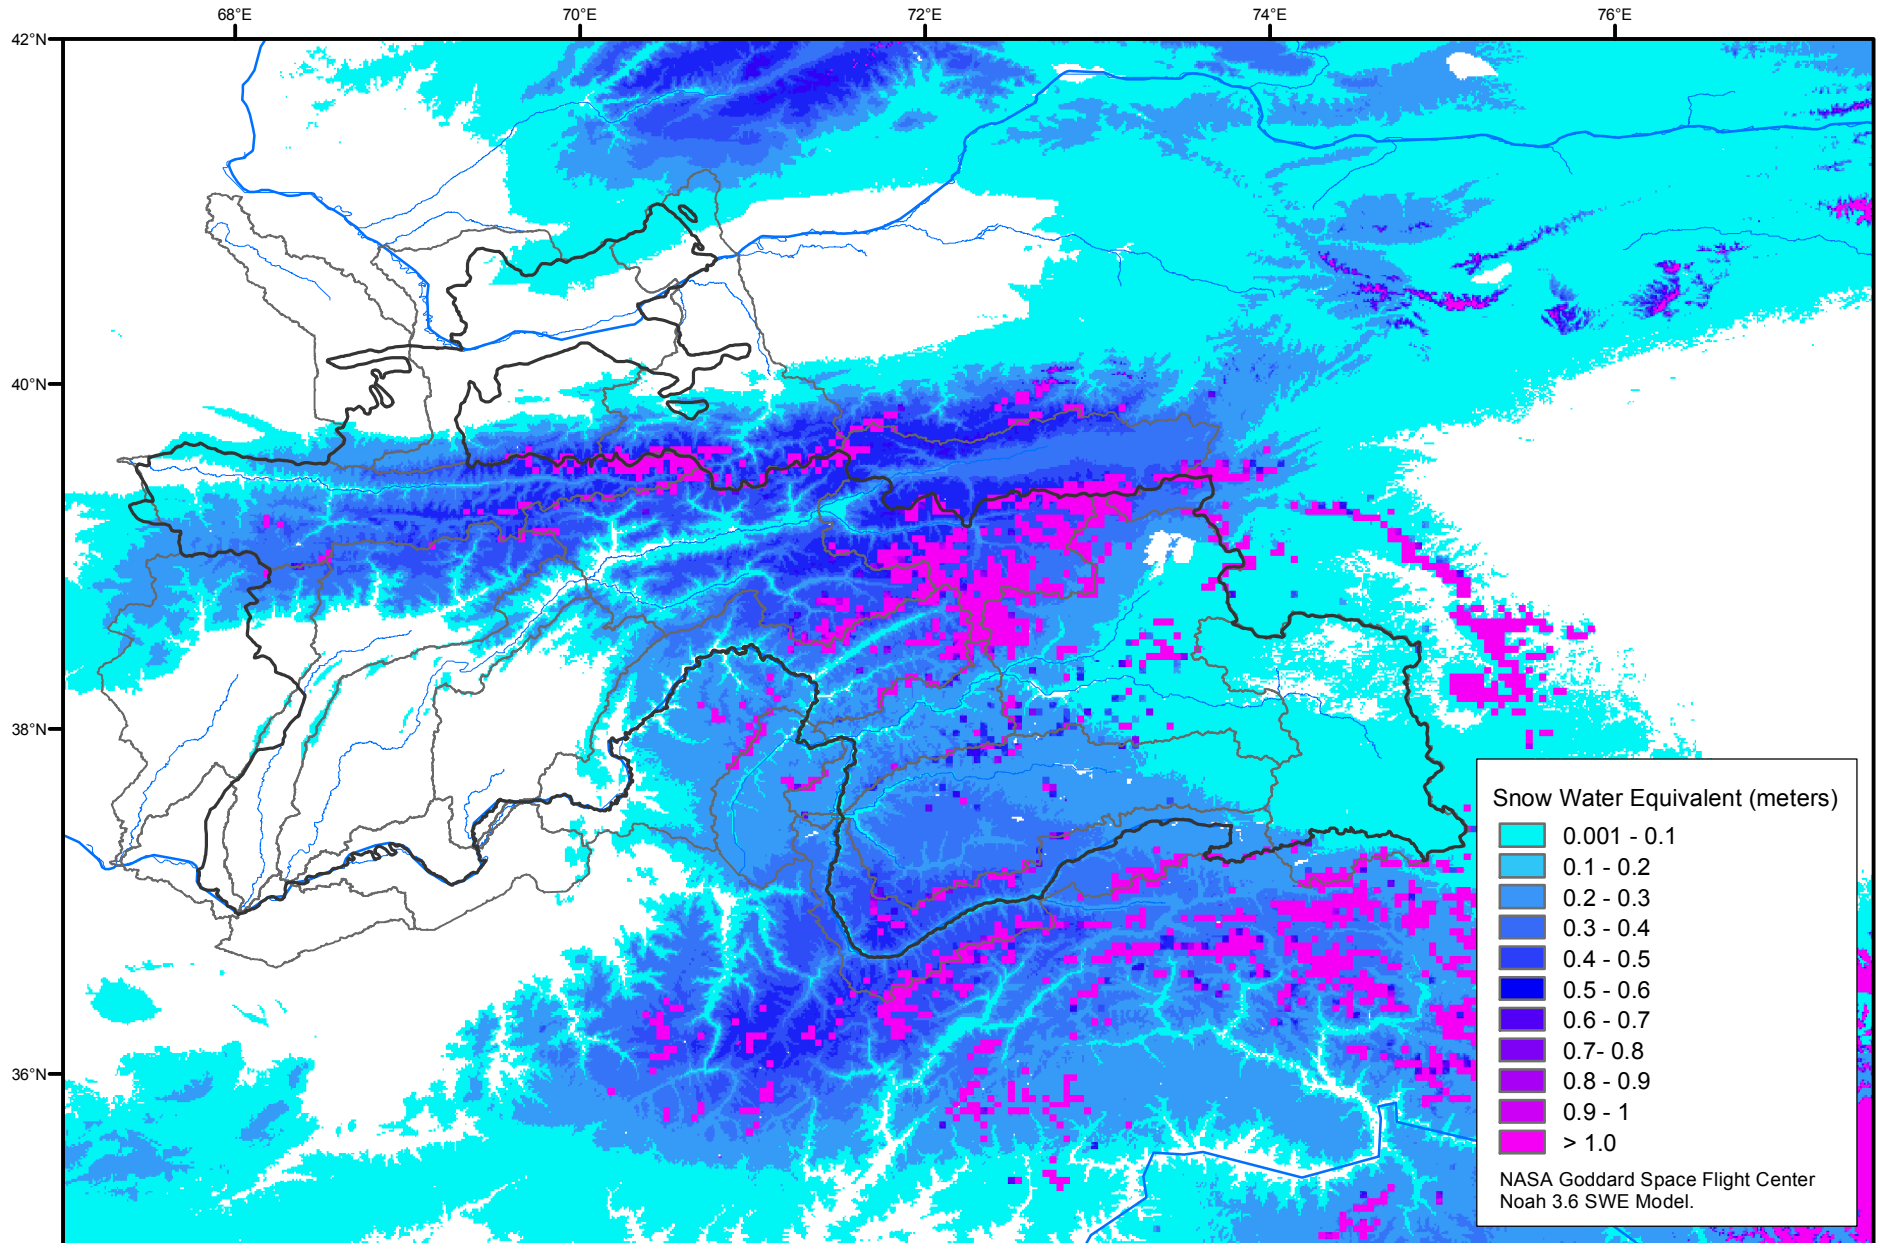 68°E 70°E 72°E 74°E 76°E
42°N
40°N
38°N
36°N
Snow Water Equivalent (meters)
0.001 - 0.1
0.1 - 0.2
0.2 - 0.3
0.3 - 0.4
0.4 - 0.5
0.5 - 0.6
0.6 - 0.7
0.7- 0.8
0.8 - 0.9
0.9 - 1
> 1.0
NASA Goddard Space Flight Center
Noah 3.6 SWE Model.